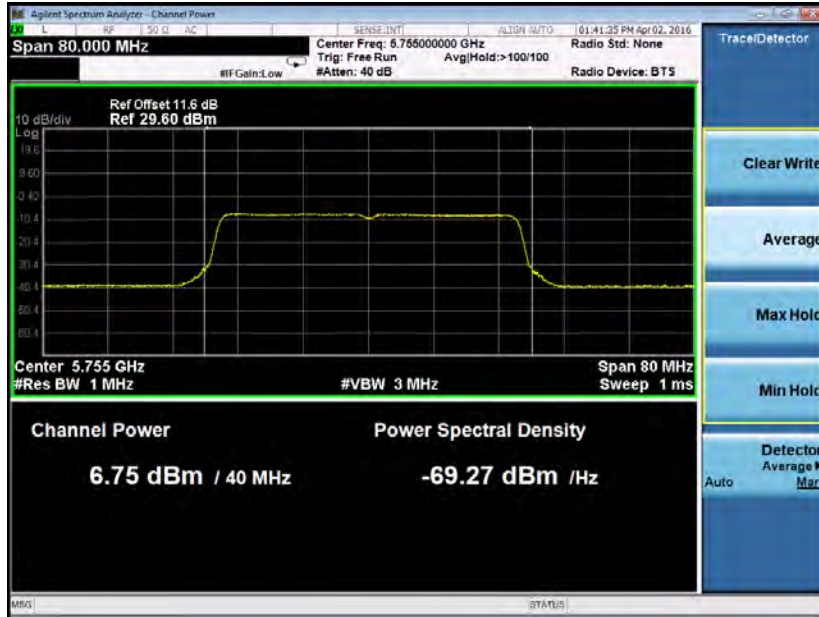 Agilent Spectrum Analyzer - Channel Power
L RF 50 Ω AC SENSE:INT ALIGN AUTO 01:41:35 PM Apr 02, 2016
Span 80.000 MHz
Center Freq: 5.755000000 GHz
Radio Std: None
Trig: Free Run Avg|Hold:>100/100
#IFGain:Low
#Atten: 40 dB
Radio Device: BTS
Trace/Detector
Ref Offset 11.6 dB
10 dB/div Ref 29.60 dBm
Log
19.6
9.60
-0.40
-10.4
-20.4
-30.4
-40.4
-50.4
-60.4
Center 5.755 GHz Span 80 MHz
#Res BW 1 MHz #VBW 3 MHz Sweep 1 ms
Channel Power Power Spectral Density
6.75 dBm / 40 MHz -69.27 dBm /Hz
Clear Write
Average
Max Hold
Min Hold
Detector
Average
Auto Man
MSG STATUS